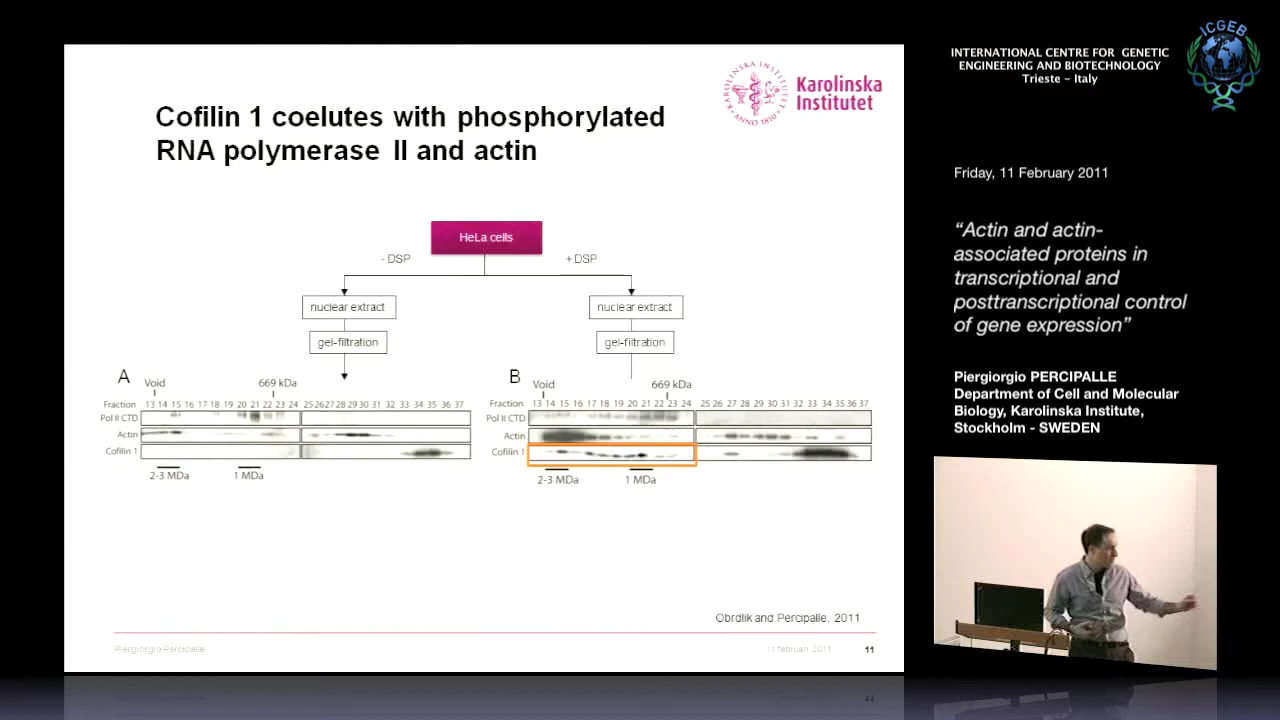 Cofilin 1 coelutes with phosphorylated
RNA polymerase II and actin
KAROLINSKA INSTITUTET
ANNO 1810
Karolinska
Institutet
HeLa cells
- DSP
+ DSP
nuclear extract
nuclear extract
gel-filtration
gel-filtration
A
Void
669 kDa
Fraction 13 14 15 16 17 18 19 20 21 22 23 24 25 26 27 28 29 30 31 32 33 34 35 36 37
Pol II CTD
Actin
Cofilin 1
2-3 MDa
1 MDa
B
Void
669 kDa
Fraction 13 14 15 16 17 18 19 20 21 22 23 24 25 26 27 28 29 30 31 32 33 34 35 36 37
Pol II CTD
Actin
Cofilin 1
2-3 MDa
1 MDa
Obrdlik and Percipalle, 2011
Piergiorgio Percipalle
11 februari 2011
11
INTERNATIONAL CENTRE FOR GENETIC
ENGINEERING AND BIOTECHNOLOGY
Trieste – Italy
ICGEB
Friday, 11 February 2011
“Actin and actin-
associated proteins in
transcriptional and
posttranscriptional control
of gene expression”
Piergiorgio PERCIPALLE
Department of Cell and Molecular
Biology, Karolinska Institute,
Stockholm - SWEDEN